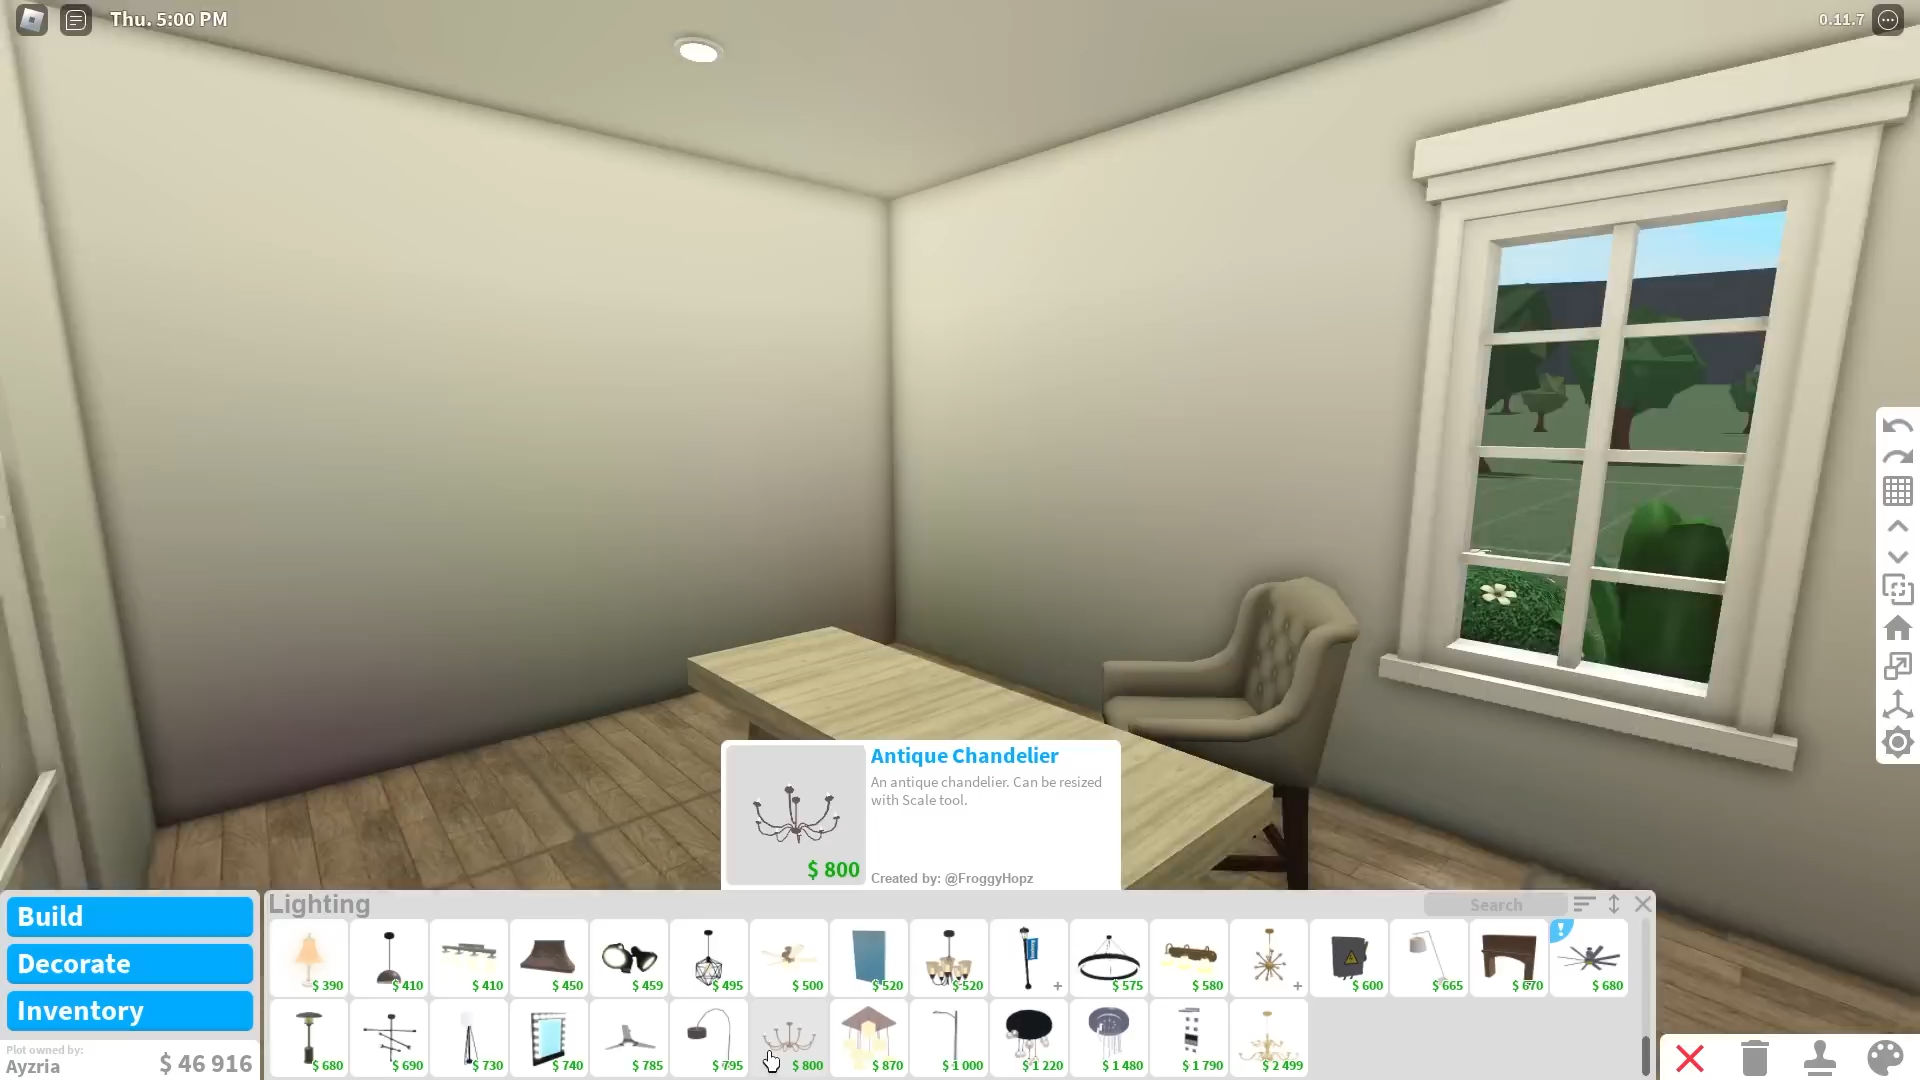 Thu. 5:00 PM
0.11.7
Antique Chandelier
An antique chandelier. Can be resized
with Scale tool.
$ 800
Created by: @FroggyHopz
Build
Decorate
Inventory
Plot owned by:
Ayzria
$ 46 916
Lighting
Search
$ 390 $ 410 $ 410 $ 450 $ 459 $ 495 $ 500 $ 520 $ 520 + $ 575 $ 580 + $ 600 $ 665 $ 670 $ 680
$ 680 $ 690 $ 730 $ 740 $ 785 $ 795 $ 800 $ 870 $ 1 000 $ 1 220 $ 1 480 $ 1 790 $ 2 499